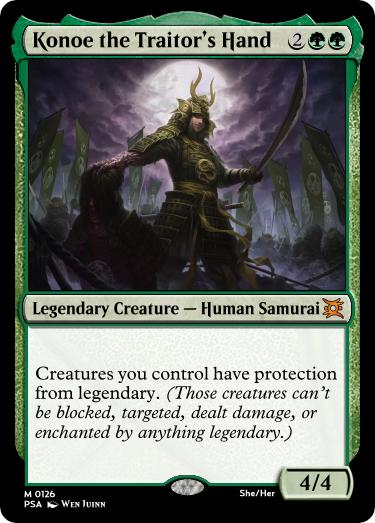 Konoe the Traitor's Hand 2
Legendary Creature — Human Samurai
Creatures you control have protection
from legendary. (Those creatures can't
be blocked, targeted, dealt damage, or
enchanted by anything legendary.)
4/4
M 0126
PSA Wen Juinn
She/Her